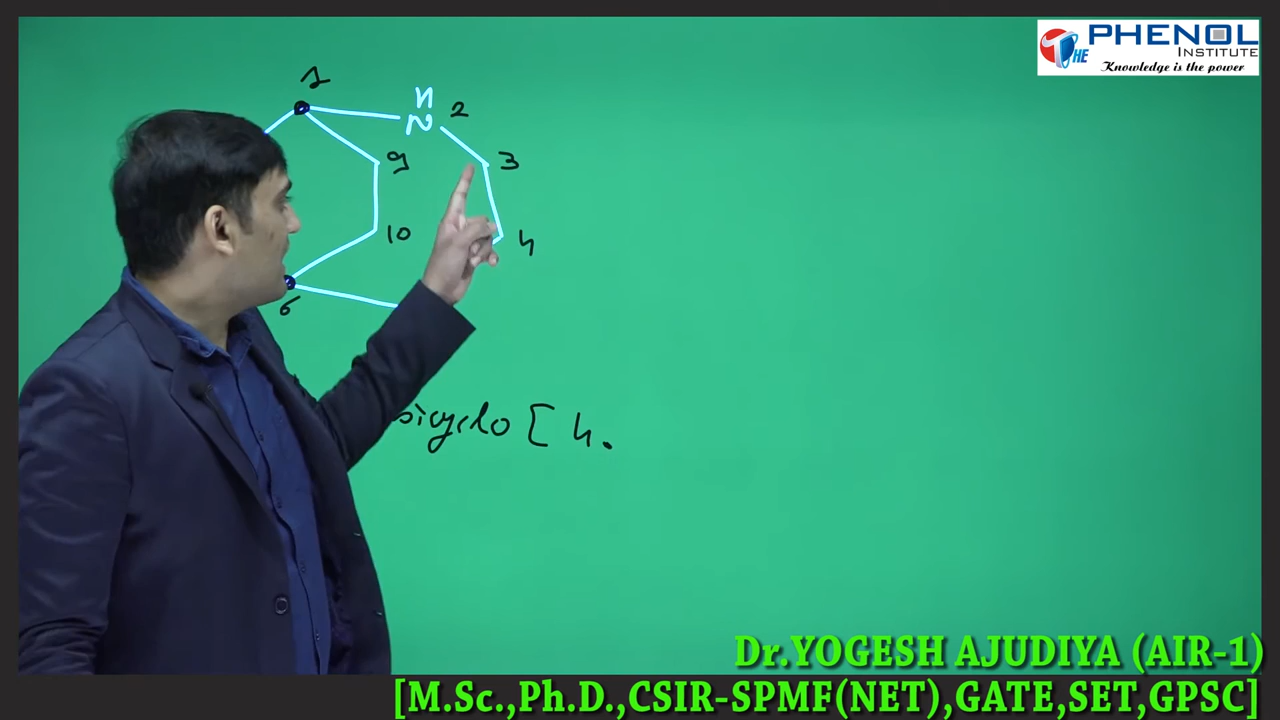 THE PHENOL
INSTITUTE
Knowledge is the power
1
H
N 2
9 3
10 4
6
bicyclo [ 4.
Dr.YOGESH AJUDIYA (AIR-1)
[M.Sc.,Ph.D.,CSIR-SPMF(NET),GATE,SET,GPSC]